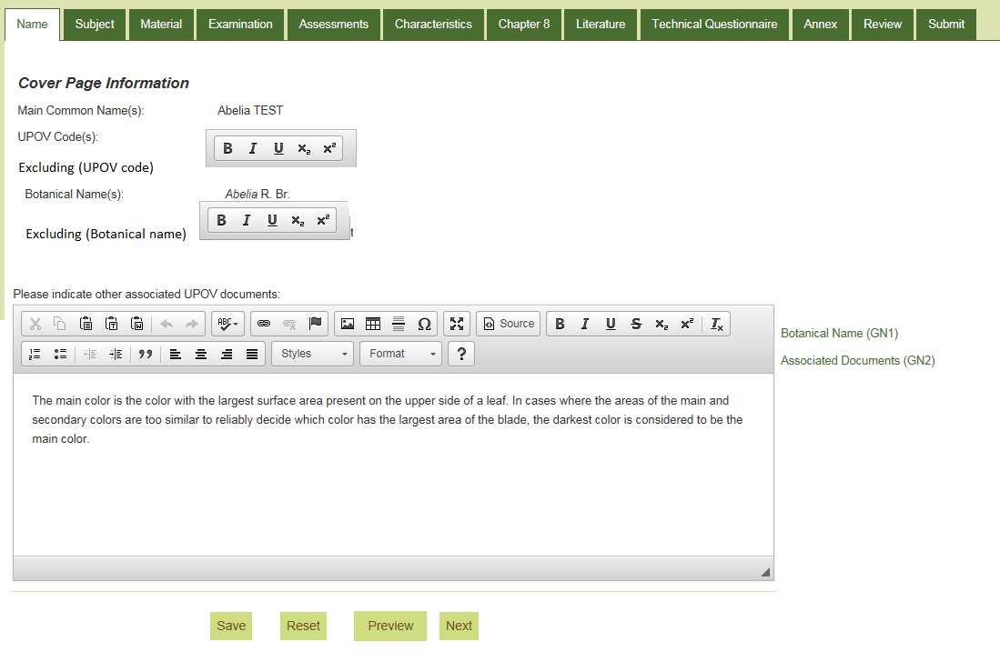 Name Subject Material Examination Assessments Characteristics Chapter 8 Literature Technical Questionnaire Annex Review Submit
Cover Page Information
Main Common Name(s): Abelia TEST
UPOV Code(s):
B I U x₂ x²
Excluding (UPOV code)
Botanical Name(s): Abelia R. Br.
B I U x₂ x²
Excluding (Botanical name) t
Please indicate other associated UPOV documents:
ABC Ω Source B I U S x₂ x² Tx
Styles Format ?
Botanical Name (GN1)
Associated Documents (GN2)
The main color is the color with the largest surface area present on the upper side of a leaf. In cases where the areas of the main and
secondary colors are too similar to reliably decide which color has the largest area of the blade, the darkest color is considered to be the
main color.
Save Reset Preview Next